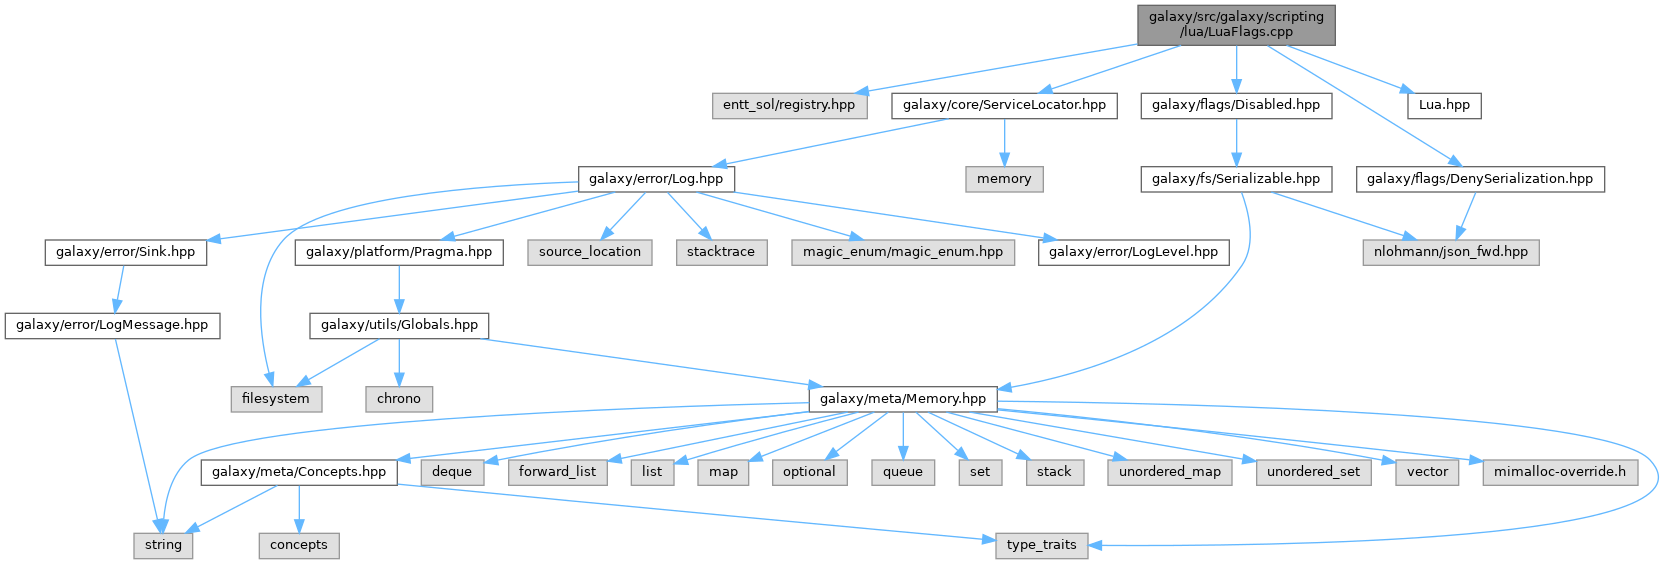 galaxy/src/galaxy/scripting
/lua/LuaFlags.cpp
entt_sol/registry.hpp
galaxy/core/ServiceLocator.hpp
galaxy/flags/Disabled.hpp
Lua.hpp
galaxy/error/Log.hpp
memory
galaxy/fs/Serializable.hpp
galaxy/flags/DenySerialization.hpp
galaxy/error/Sink.hpp
galaxy/platform/Pragma.hpp
source_location
stacktrace
magic_enum/magic_enum.hpp
galaxy/error/LogLevel.hpp
nlohmann/json_fwd.hpp
galaxy/error/LogMessage.hpp
galaxy/utils/Globals.hpp
filesystem
chrono
galaxy/meta/Memory.hpp
galaxy/meta/Concepts.hpp
deque
forward_list
list
map
optional
queue
set
stack
unordered_map
unordered_set
vector
mimalloc-override.h
string
concepts
type_traits